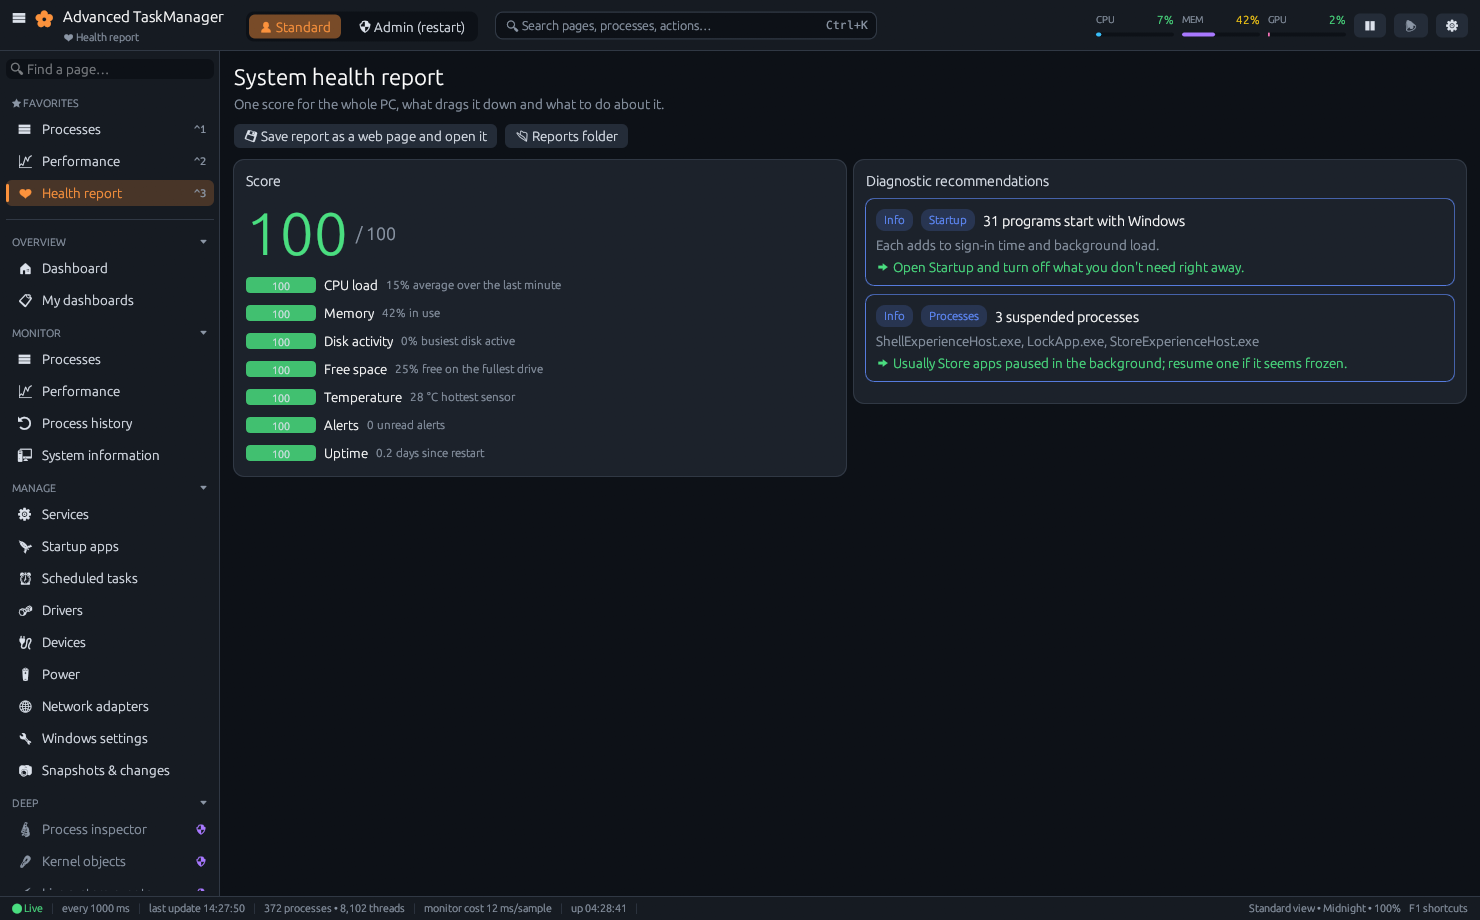 Advanced TaskManager
Health report
Standard
Admin (restart)
Search pages, processes, actions...
Ctrl+K
CPU 7%
MEM 42%
GPU 2%
Find a page...
FAVORITES
Processes ^1
Performance ^2
Health report ^3
OVERVIEW
Dashboard
My dashboards
MONITOR
Processes
Performance
Process history
System information
MANAGE
Services
Startup apps
Scheduled tasks
Drivers
Devices
Power
Network adapters
Windows settings
Snapshots & changes
DEEP
Process inspector
Kernel objects
System health report
One score for the whole PC, what drags it down and what to do about it.
Save report as a web page and open it
Reports folder
Score
100 / 100
100 CPU load 15% average over the last minute
100 Memory 42% in use
100 Disk activity 0% busiest disk active
100 Free space 25% free on the fullest drive
100 Temperature 28 °C hottest sensor
100 Alerts 0 unread alerts
100 Uptime 0.2 days since restart
Diagnostic recommendations
Info Startup 31 programs start with Windows
Each adds to sign-in time and background load.
Open Startup and turn off what you don't need right away.
Info Processes 3 suspended processes
ShellExperienceHost.exe, LockApp.exe, StoreExperienceHost.exe
Usually Store apps paused in the background; resume one if it seems frozen.
Live
every 1000 ms
last update 14:27:50
372 processes • 8,102 threads
monitor cost 12 ms/sample
up 04:28:41
Standard view • Midnight • 100%
F1 shortcuts